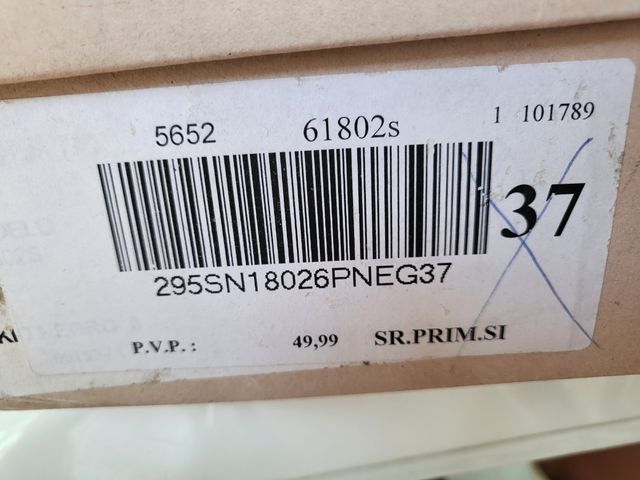 5652 61802s 1 101789
37
295SN18026PNEG37
P.V.P.: 49,99 SR.PRIM.SI